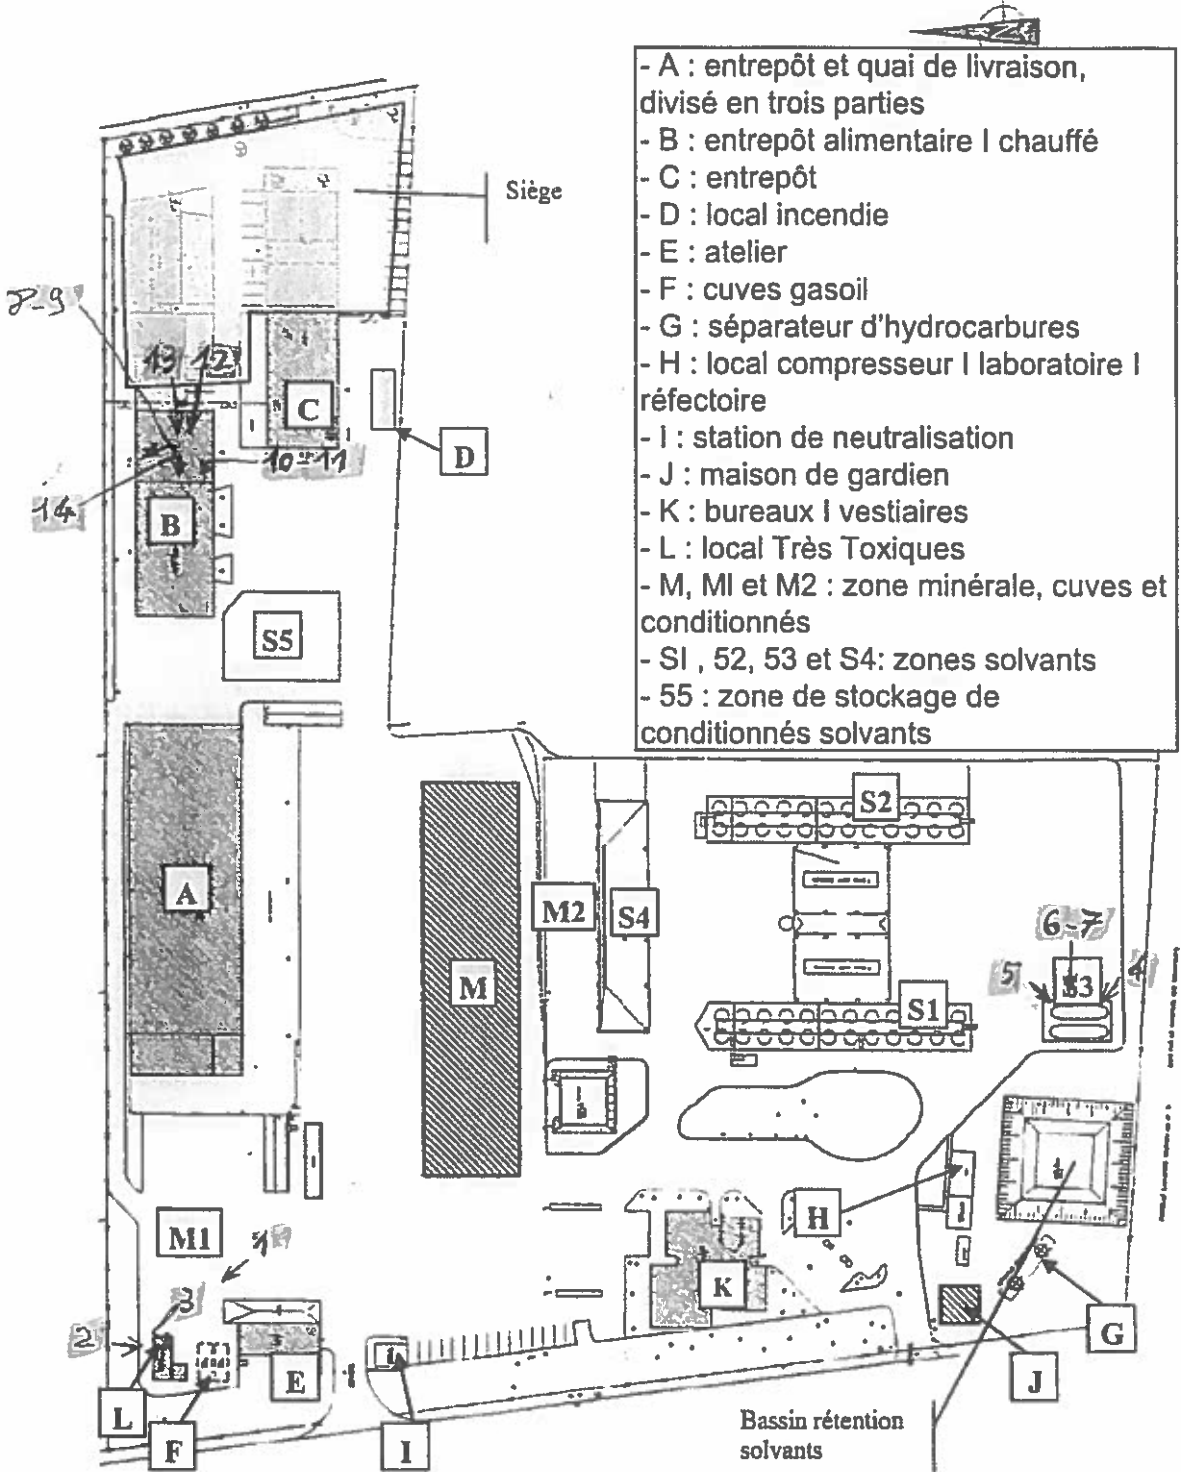 - A : entrepôt et quai de livraison,
divisé en trois parties
- B : entrepôt alimentaire I chauffé
- C : entrepôt
- D : local incendie
- E : atelier
- F : cuves gasoil
- G : séparateur d'hydrocarbures
- H : local compresseur I laboratoire I
réfectoire
- I : station de neutralisation
- J : maison de gardien
- K : bureaux I vestiaires
- L : local Très Toxiques
- M, MI et M2 : zone minérale, cuves et
conditionnés
- SI , 52, 53 et S4: zones solvants
- 55 : zone de stockage de
conditionnés solvants
Siège
8-9
13 12
C
D
10-11
14
B
S5
S2
A
M2
S4
M
6-7
5
4
S3
S1
H
M1
1
K
3
2
G
E
J
L
F
I
Bassin rétention
solvants